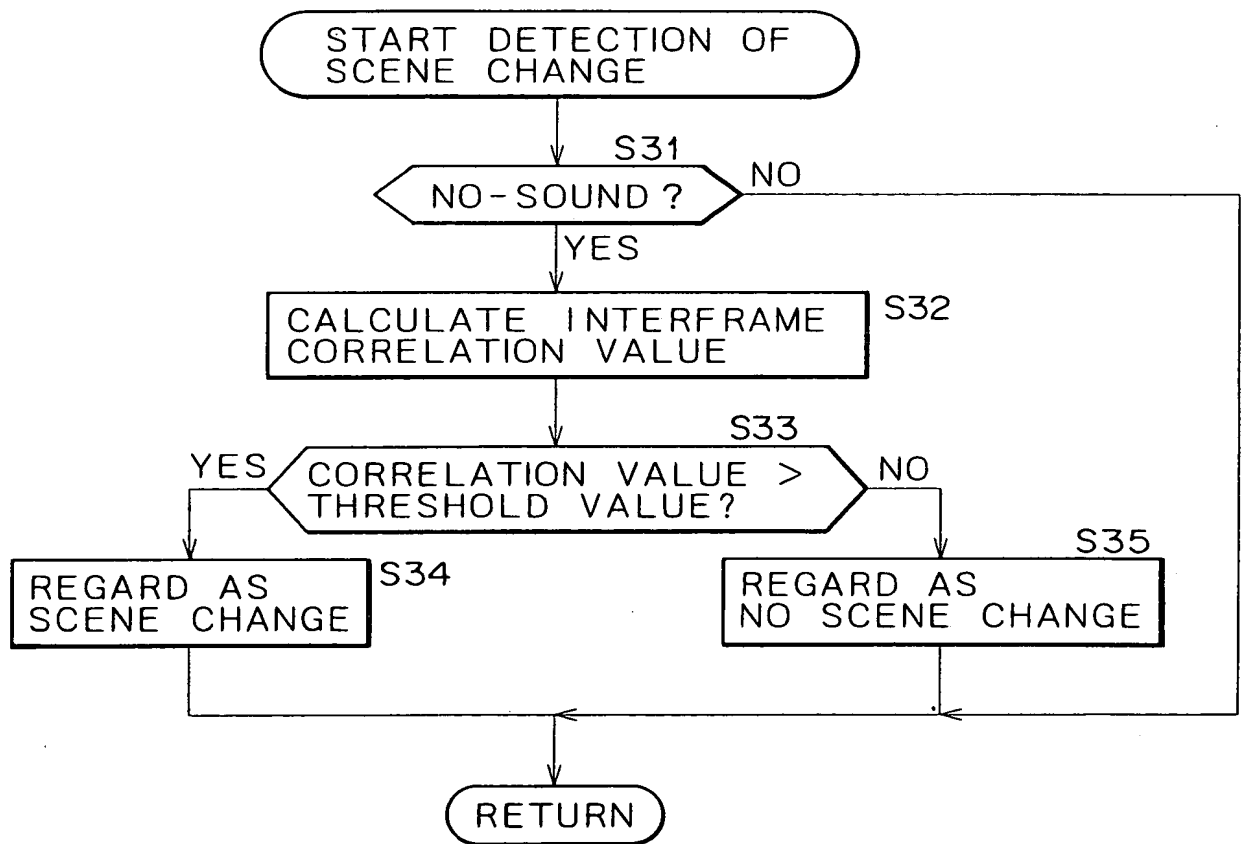 START DETECTION OF
SCENE CHANGE
S31
NO-SOUND?
NO
YES
CALCULATE INTERFRAME
CORRELATION VALUE
S32
S33
YES
CORRELATION VALUE >
THRESHOLD VALUE?
NO
REGARD AS
SCENE CHANGE
S34
S35
REGARD AS
NO SCENE CHANGE
RETURN